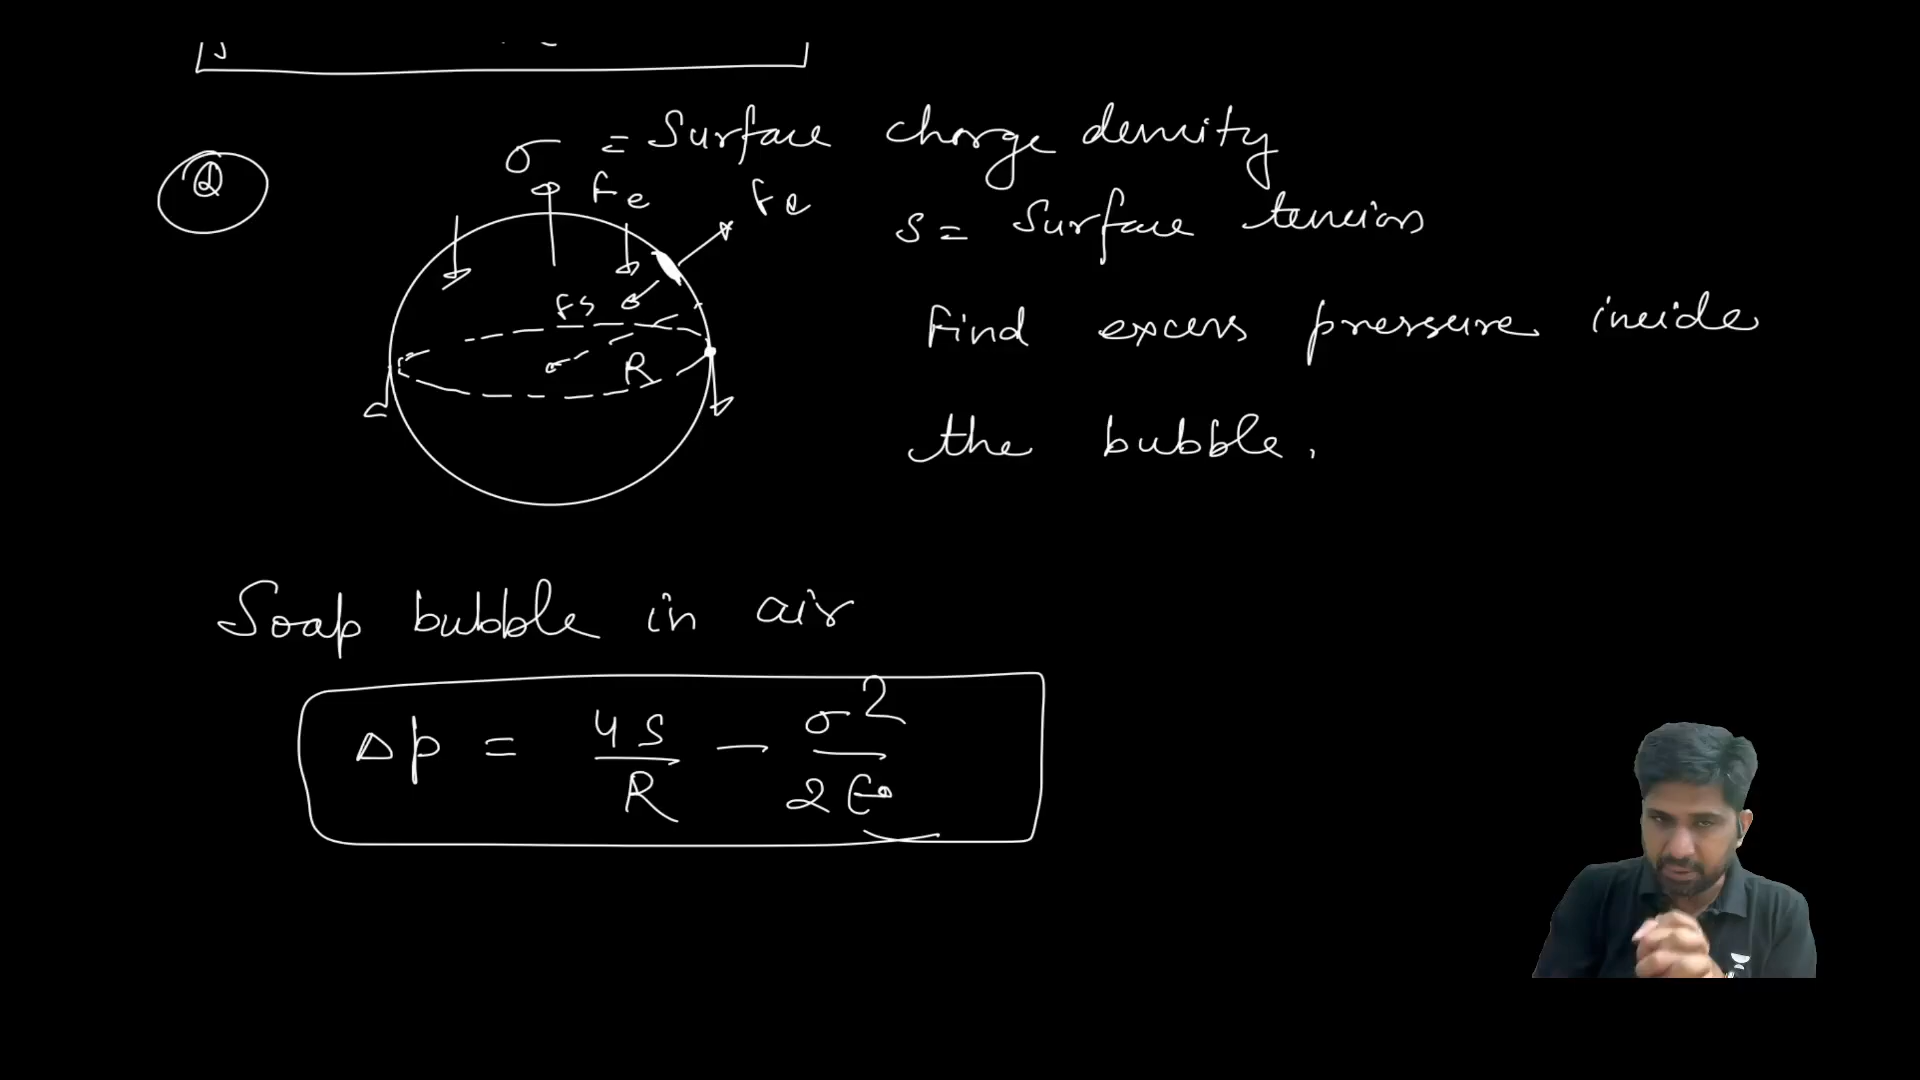 Q
σ = Surface charge density
Fe
Fe
S = Surface tension
Fs
R
Find excess pressure inside
the bubble.
Soap bubble in air
Δp = 4S/R - σ²/2ε₀